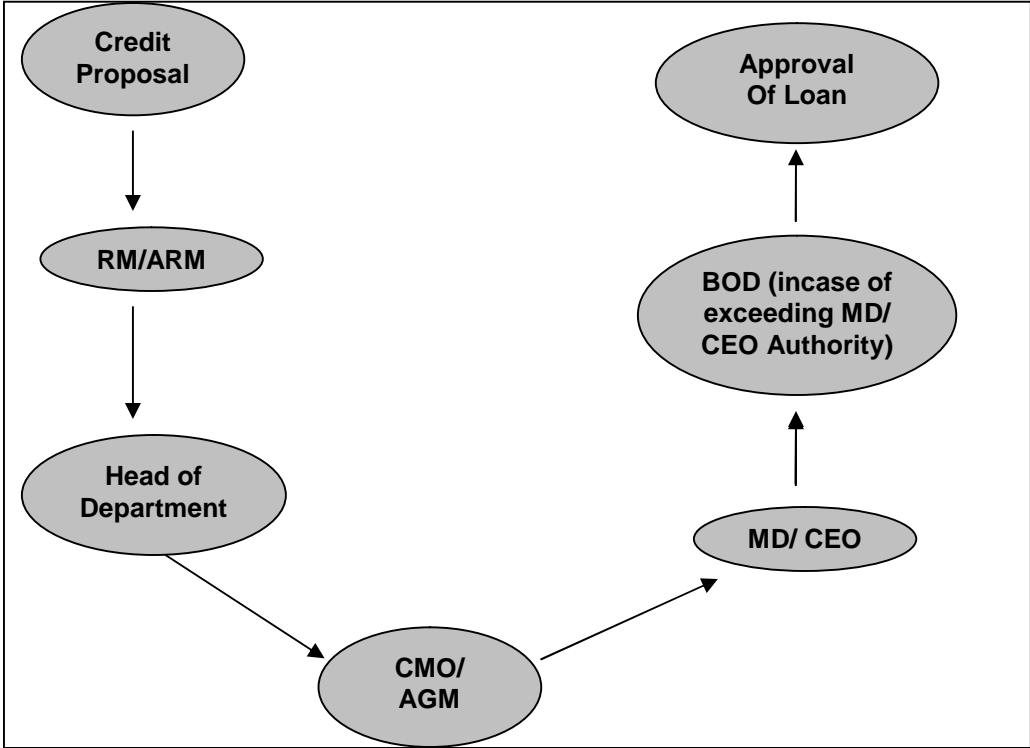 Credit
Proposal
RM/ARM
Head of
Department
CMO/
AGM
MD/ CEO
BOD (incase of
exceeding MD/
CEO Authority)
Approval
Of Loan